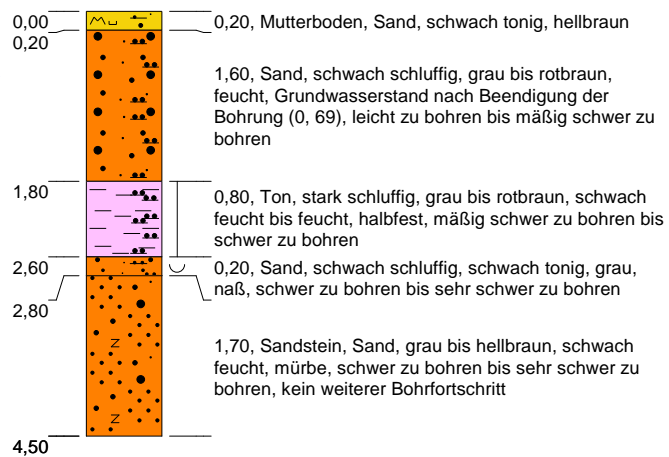 0,00
0,20, Mutterboden, Sand, schwach tonig, hellbraun
0,20
1,60, Sand, schwach schluffig, grau bis rotbraun,
feucht, Grundwasserstand nach Beendigung der
Bohrung (0, 69), leicht zu bohren bis mäßig schwer zu
bohren
1,80
0,80, Ton, stark schluffig, grau bis rotbraun, schwach
feucht bis feucht, halbfest, mäßig schwer zu bohren bis
schwer zu bohren
2,60
0,20, Sand, schwach schluffig, schwach tonig, grau,
naß, schwer zu bohren bis sehr schwer zu bohren
2,80
1,70, Sandstein, Sand, grau bis hellbraun, schwach
feucht, mürbe, schwer zu bohren bis sehr schwer zu
bohren, kein weiterer Bohrfortschritt
Z
Z
4,50